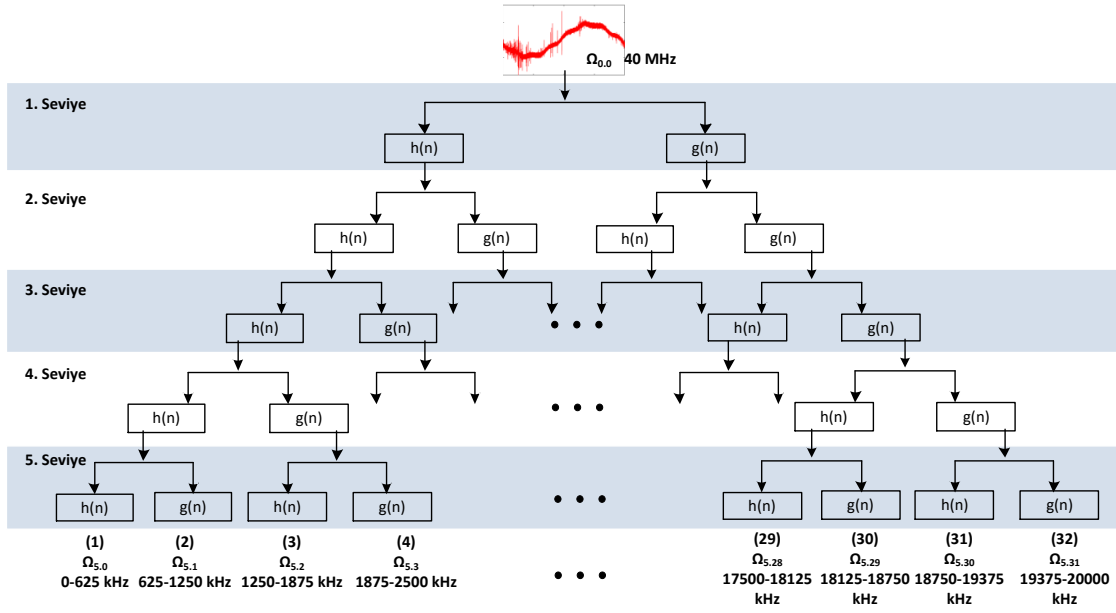 Ω0.0 40 MHz
1. Seviye
h(n) g(n)
2. Seviye
h(n) g(n) h(n) g(n)
3. Seviye
h(n) g(n) • • • h(n) g(n)
4. Seviye
h(n) g(n) • • • h(n) g(n)
5. Seviye
h(n) g(n) h(n) g(n) • • • h(n) g(n) h(n) g(n)
(1) (2) (3) (4) (29) (30) (31) (32)
Ω5.0 Ω5.1 Ω5.2 Ω5.3 Ω5.28 Ω5.29 Ω5.30 Ω5.31
0-625 kHz 625-1250 kHz 1250-1875 kHz 1875-2500 kHz • • • 17500-18125 18125-18750 18750-19375 19375-20000
kHz kHz kHz kHz